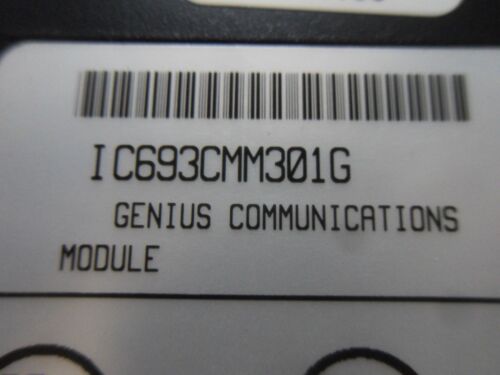 IC693CMM301G
GENIUS COMMUNICATIONS
MODULE